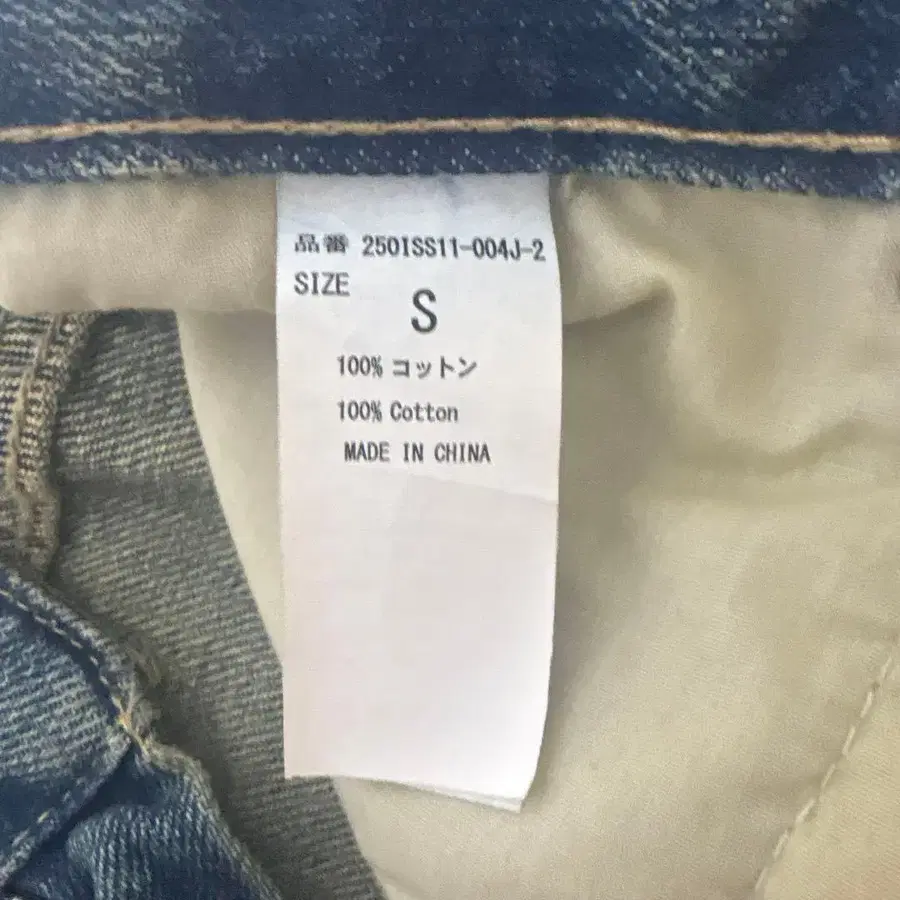 品番 2501SS11-004J-2
SIZE
S
100% コットン
100% Cotton
MADE IN CHINA